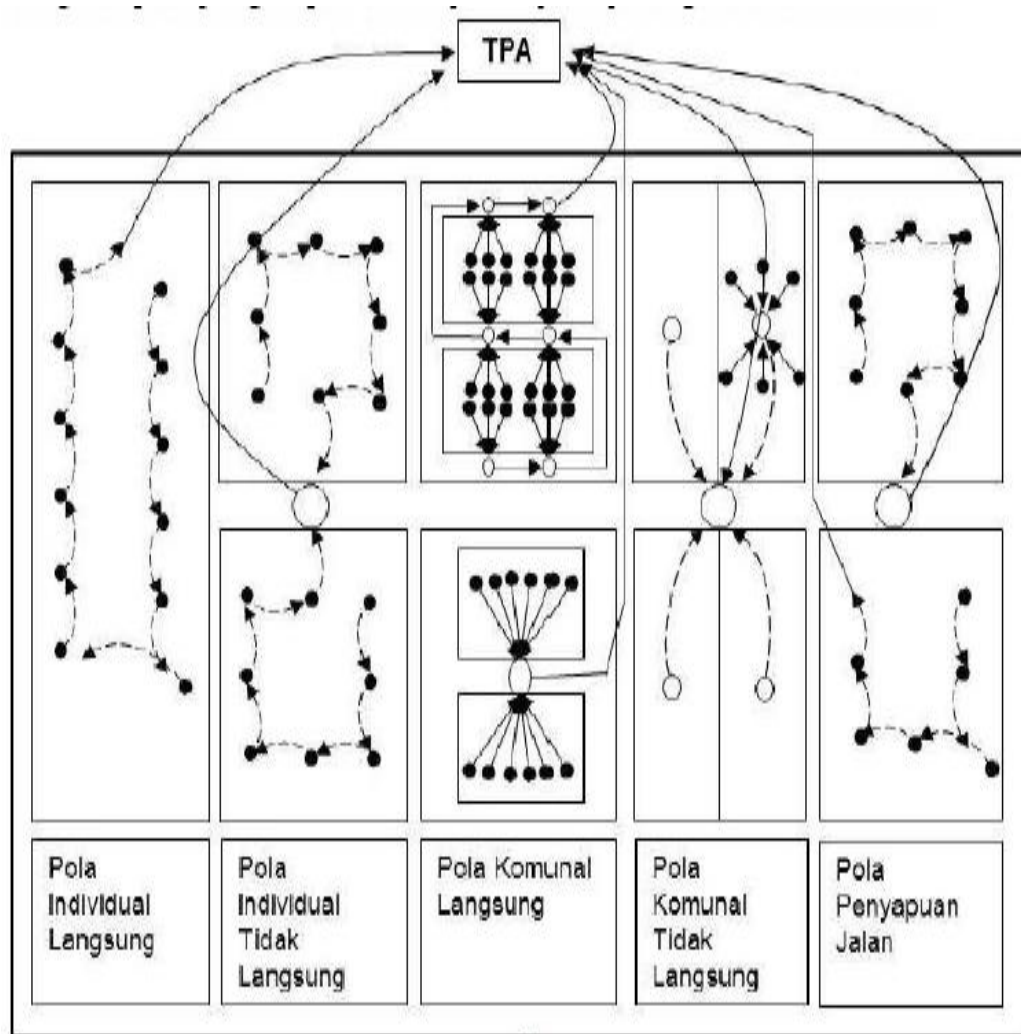 TPA
Pola
Individual
Langsung
Pola
Individual
Tidak
Langsung
Pola Komunal
Langsung
Pola
Komunal
Tidak
Langsung
Pola
Penyapuan
Jalan